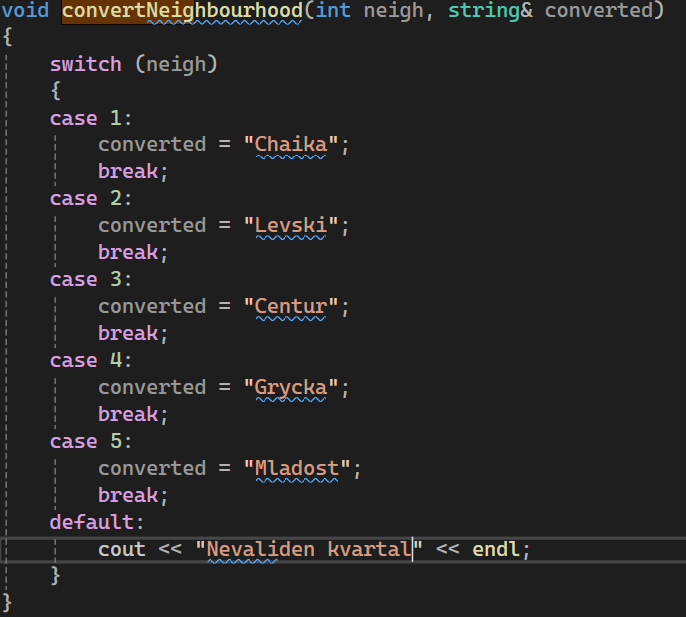 void convertNeighbourhood(int neigh, string& converted)
{
    switch (neigh)
    {
    case 1:
        converted = "Chaika";
        break;
    case 2:
        converted = "Levski";
        break;
    case 3:
        converted = "Centur";
        break;
    case 4:
        converted = "Grycka";
        break;
    case 5:
        converted = "Mladost";
        break;
    default:
        cout << "Nevaliden kvartal" << endl;
    }
}